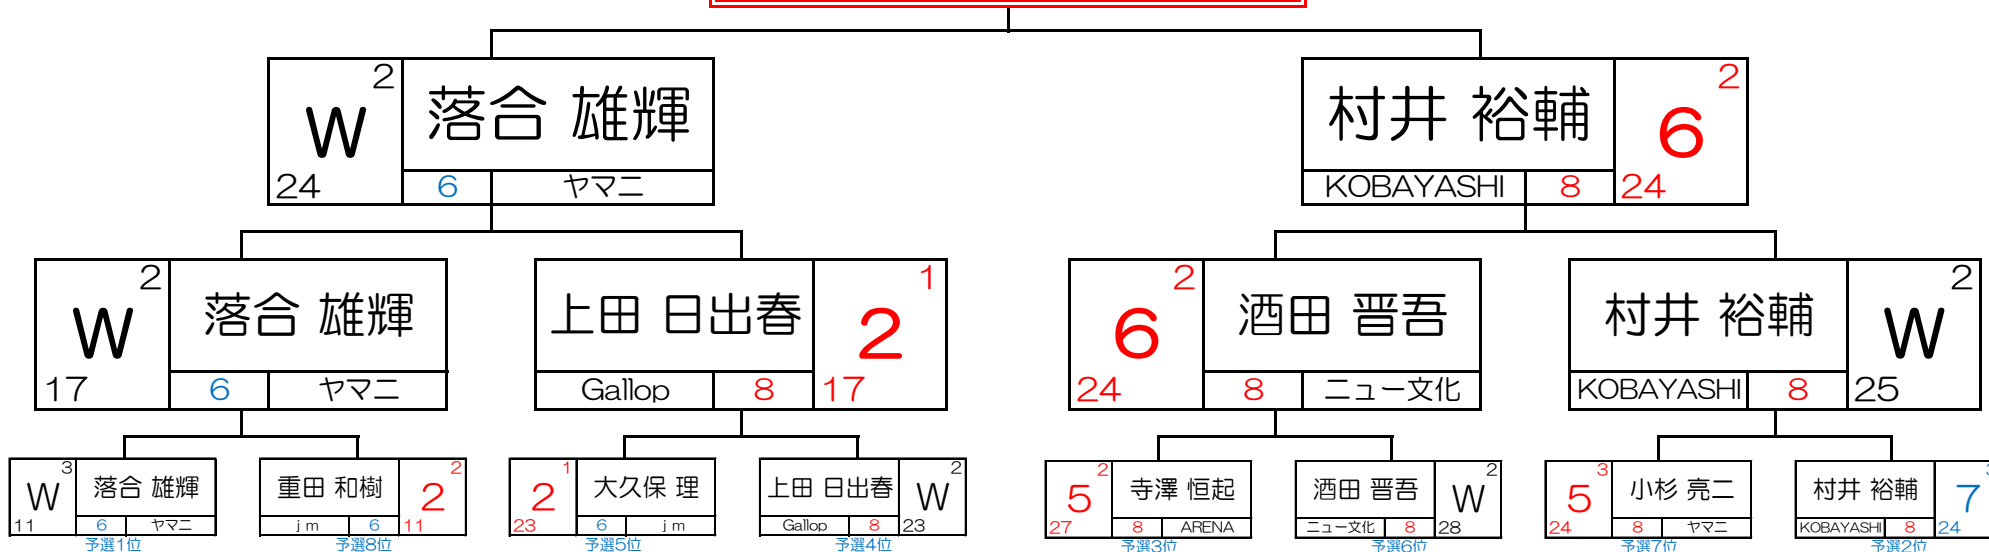 2 落合 雄輝
W
24 6 ヤマニ
村井 裕輔 2
6
KOBAYASHI 8 24
2 落合 雄輝
W
17 6 ヤマニ
上田 日出春 1
2
Gallop 8 17
2 酒田 晋吾
6
24 8 ニュー文化
村井 裕輔 2
W
KOBAYASHI 8 25
3 落合 雄輝
W
11 6 ヤマニ
予選1位
重田 和樹 2
2
jm 6 11
予選8位
1 大久保 理
2
23 6 jm
予選5位
上田 日出春 2
W
Gallop 8 23
予選4位
2 寺澤 恒起
5
27 8 ARENA
予選3位
酒田 晋吾 2
W
ニュー文化 8 28
予選6位
3 小杉 亮二
5
24 8 ヤマニ
予選7位
村井 裕輔 3
7
KOBAYASHI 8 24
予選2位